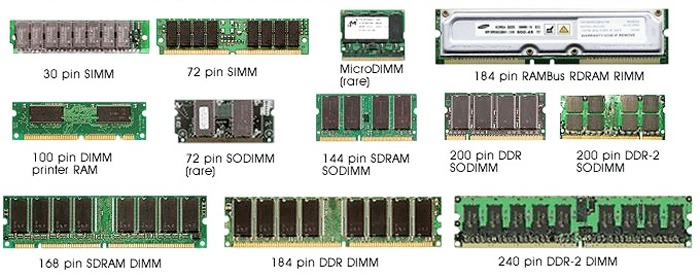 30 pin SIMM
72 pin SIMM
MicroDIMM
(rare)
184 pin RAMBus RDRAM RIMM
100 pin DIMM
printer RAM
72 pin SODIMM
(rare)
144 pin SDRAM
SODIMM
200 pin DDR
SODIMM
200 pin DDR-2
SODIMM
168 pin SDRAM DIMM
184 pin DDR DIMM
240 pin DDR-2 DIMM